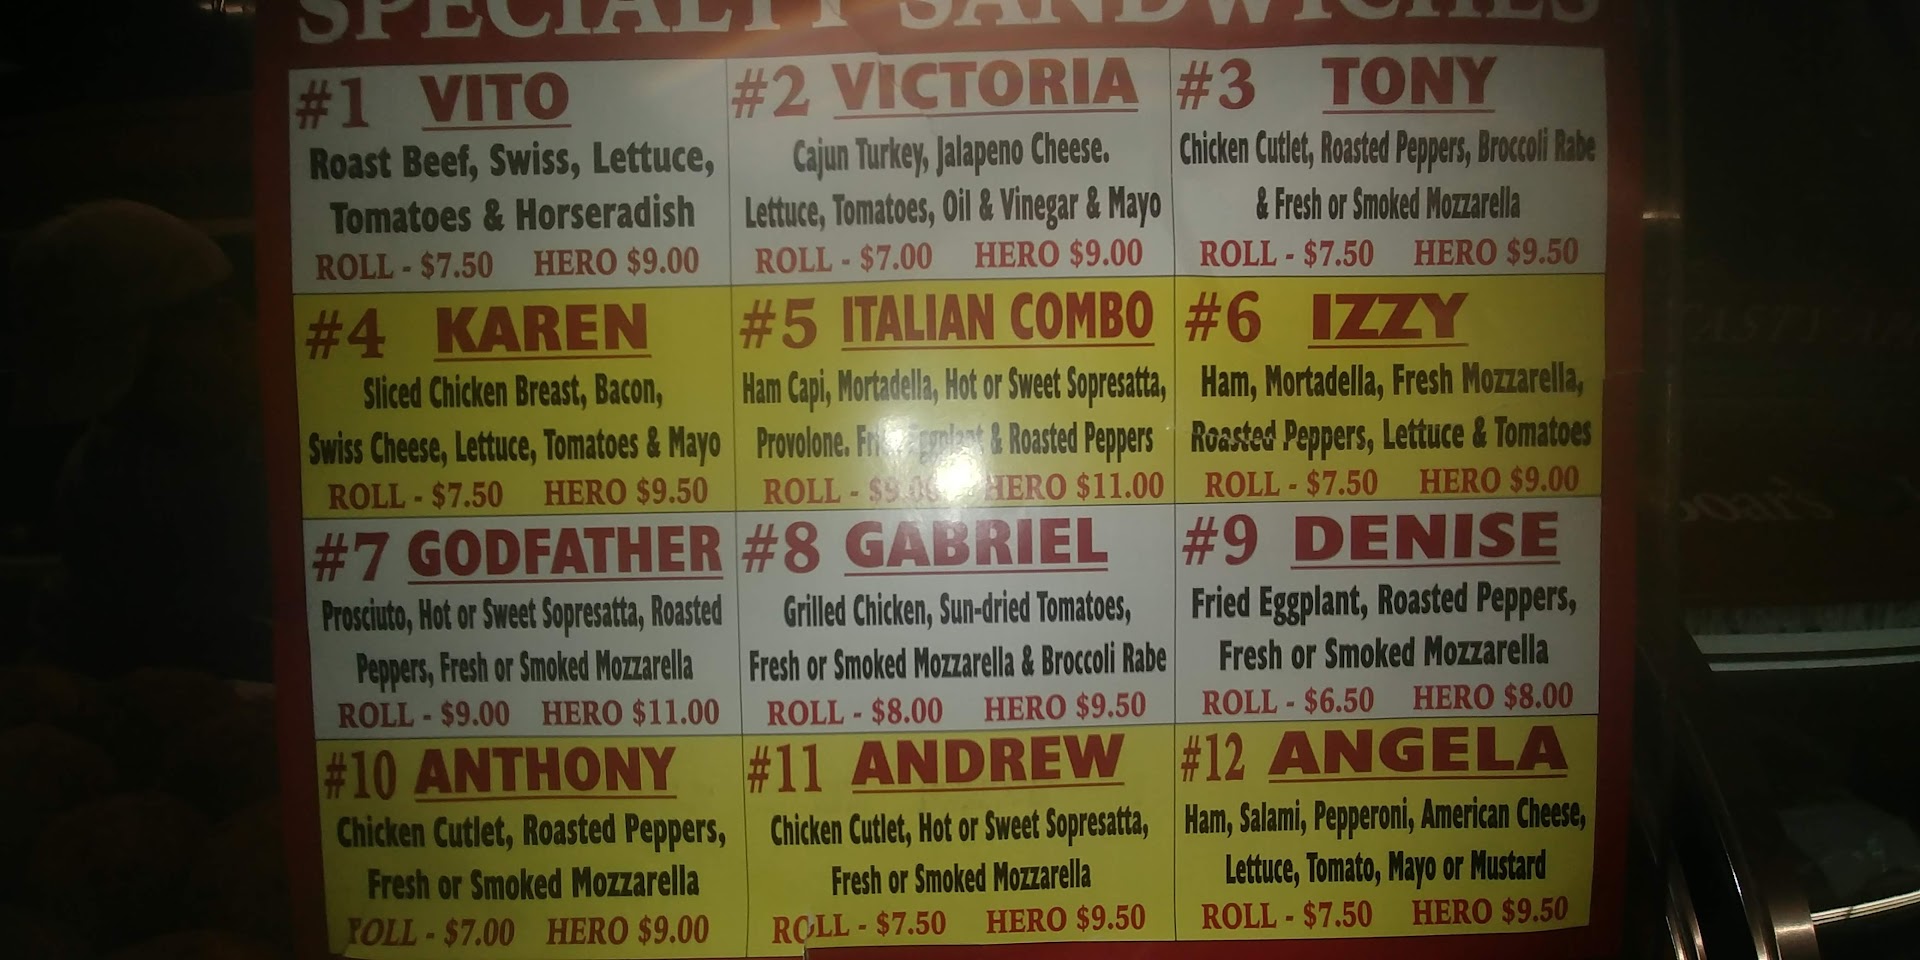 SPECIALTY SANDWICHES
#1 VITO
Roast Beef, Swiss, Lettuce,
Tomatoes & Horseradish
ROLL - $7.50 HERO $9.00
#2 VICTORIA
Cajun Turkey, Jalapeno Cheese.
Lettuce, Tomatoes, Oil & Vinegar & Mayo
ROLL - $7.00 HERO $9.00
#3 TONY
Chicken Cutlet, Roasted Peppers, Broccoli Rabe
& Fresh or Smoked Mozzarella
ROLL - $7.50 HERO $9.50
#4 KAREN
Sliced Chicken Breast, Bacon,
Swiss Cheese, Lettuce, Tomatoes & Mayo
ROLL - $7.50 HERO $9.50
#5 ITALIAN COMBO
Ham Capi, Mortadella, Hot or Sweet Sopresatta,
Provolone. Fried Eggplant & Roasted Peppers
ROLL - $9.00 HERO $11.00
#6 IZZY
Ham, Mortadella, Fresh Mozzarella,
Roasted Peppers, Lettuce & Tomatoes
ROLL - $7.50 HERO $9.00
#7 GODFATHER
Prosciuto, Hot or Sweet Sopresatta, Roasted
Peppers, Fresh or Smoked Mozzarella
ROLL - $9.00 HERO $11.00
#8 GABRIEL
Grilled Chicken, Sun-dried Tomatoes,
Fresh or Smoked Mozzarella & Broccoli Rabe
ROLL - $8.00 HERO $9.50
#9 DENISE
Fried Eggplant, Roasted Peppers,
Fresh or Smoked Mozzarella
ROLL - $6.50 HERO $8.00
#10 ANTHONY
Chicken Cutlet, Roasted Peppers,
Fresh or Smoked Mozzarella
ROLL - $7.00 HERO $9.00
#11 ANDREW
Chicken Cutlet, Hot or Sweet Sopresatta,
Fresh or Smoked Mozzarella
ROLL - $7.50 HERO $9.50
#12 ANGELA
Ham, Salami, Pepperoni, American Cheese,
Lettuce, Tomato, Mayo or Mustard
ROLL - $7.50 HERO $9.50